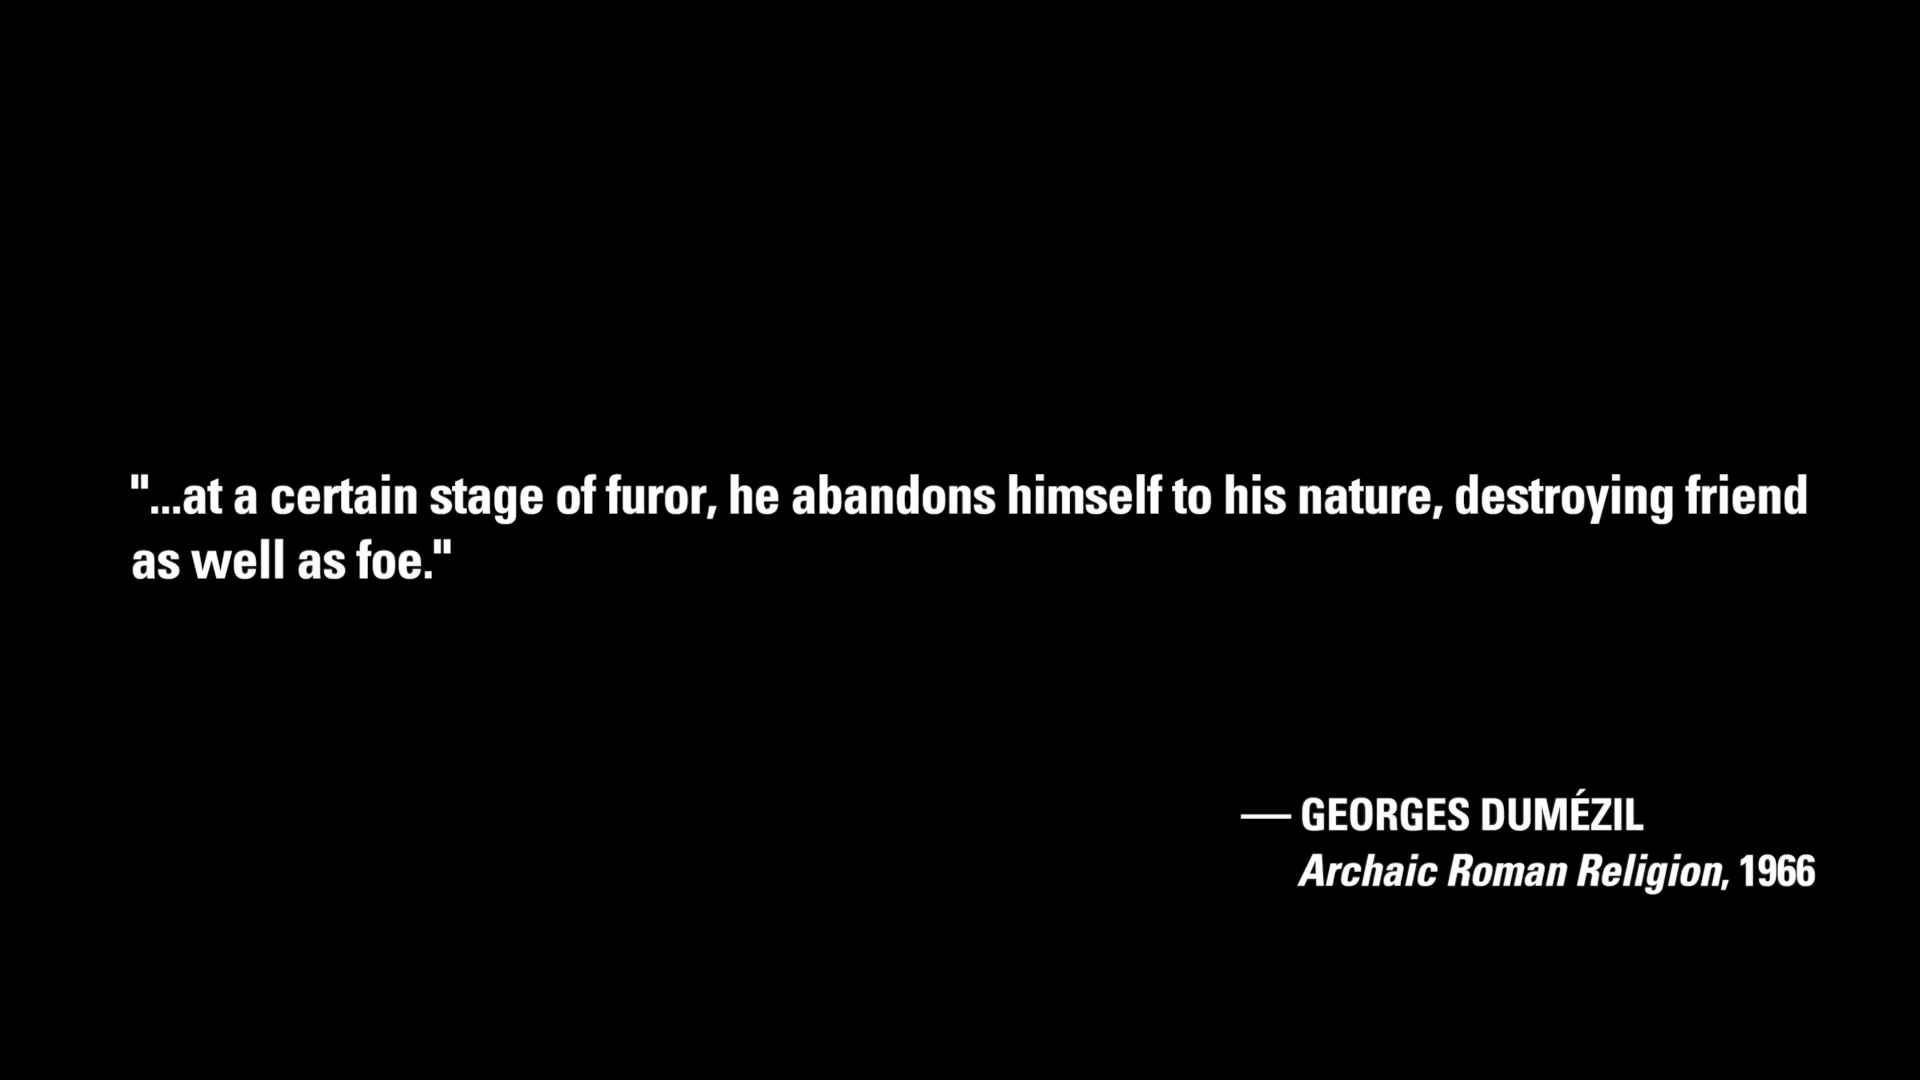 "...at a certain stage of furor, he abandons himself to his nature, destroying friend
as well as foe."
— GEORGES DUMÉZIL
Archaic Roman Religion, 1966